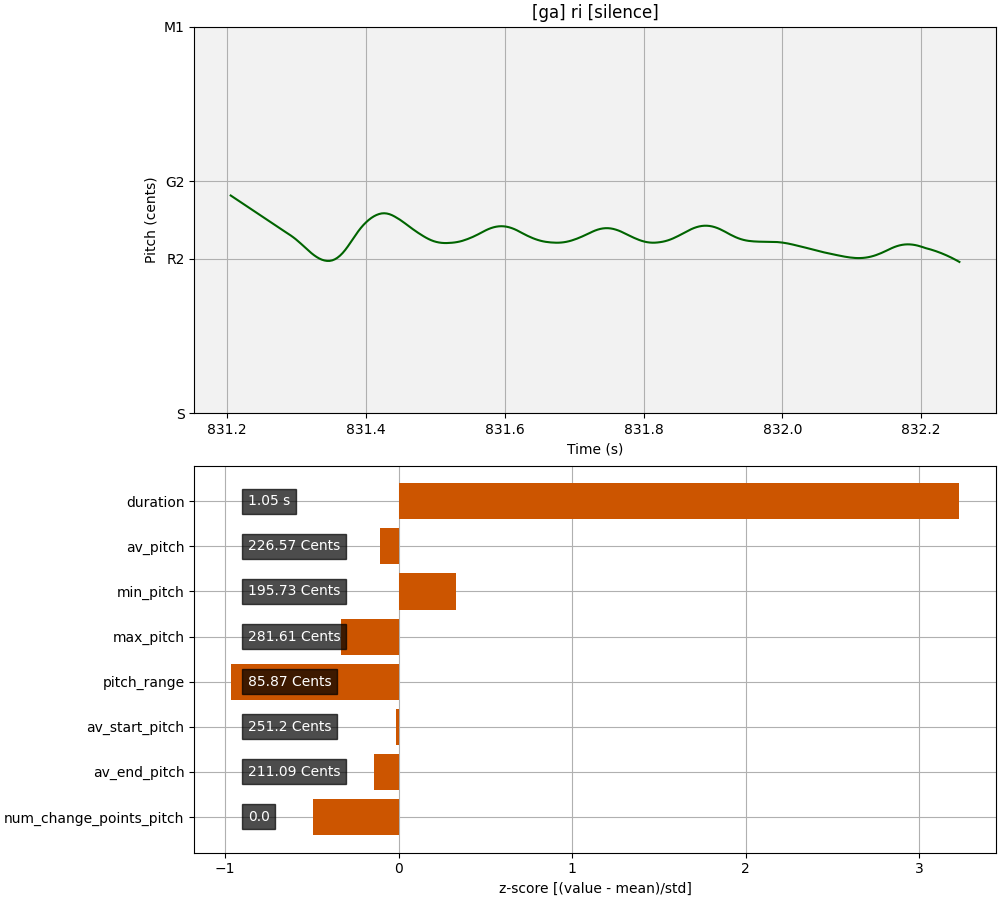 [ga] ri [silence]
M1
G2
R2
S
Pitch (cents)
831.2 831.4 831.6 831.8 832.0 832.2
Time (s)
duration 1.05 s
av_pitch 226.57 Cents
min_pitch 195.73 Cents
max_pitch 281.61 Cents
pitch_range 85.87 Cents
av_start_pitch 251.2 Cents
av_end_pitch 211.09 Cents
num_change_points_pitch 0.0
−1 0 1 2 3
z-score [(value - mean)/std]